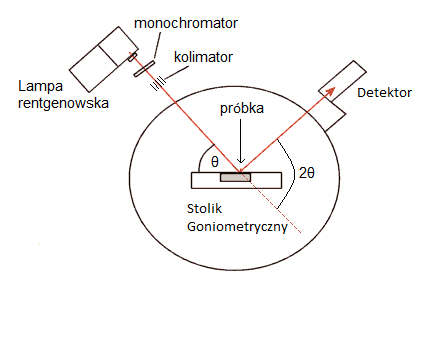 monochromator
kolimator
Lampa
rentgenowska
Detektor
próbka
θ
2θ
Stolik
Goniometryczny